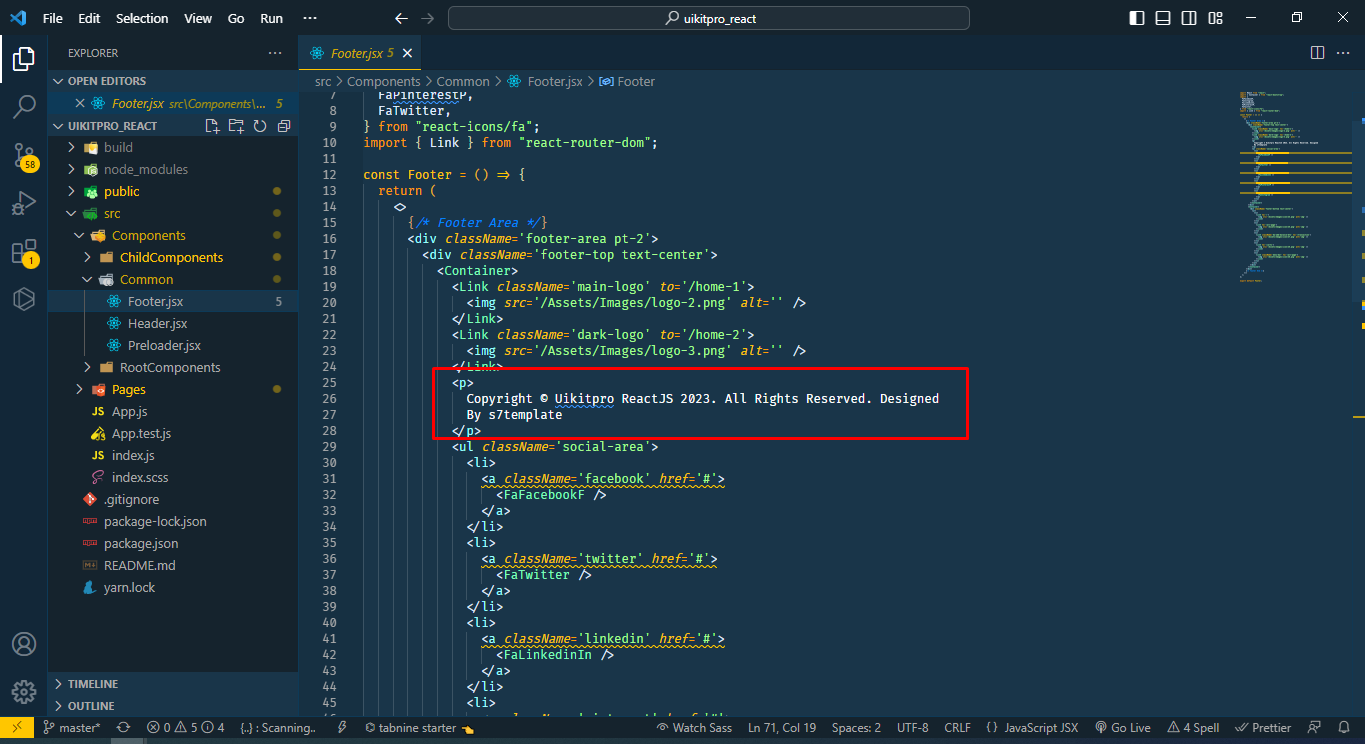 File Edit Selection View Go Run ···
uikitpro_react
EXPLORER
OPEN EDITORS
Footer.jsx src\Components\... 5
UIKITPRO_REACT
build
node_modules
public
src
Components
ChildComponents
Common
Footer.jsx 5
Header.jsx
Preloader.jsx
RootComponents
Pages
JS App.js
App.test.js
JS index.js
index.scss
.gitignore
package-lock.json
package.json
README.md
yarn.lock
TIMELINE
OUTLINE
58
1
Footer.jsx 5
src > Components > Common > Footer.jsx > Footer
7 FaPinterestP,
8 FaTwitter,
9 } from "react-icons/fa";
10 import { Link } from "react-router-dom";
11
12 const Footer = () => {
13 return (
14 <>
15 {/* Footer Area */}
16 <div className='footer-area pt-2'>
17 <div className='footer-top text-center'>
18 <Container>
19 <Link className='main-logo' to='/home-1'>
20 <img src='/Assets/Images/logo-2.png' alt='' />
21 </Link>
22 <Link className='dark-logo' to='/home-2'>
23 <img src='/Assets/Images/logo-3.png' alt='' />
24 </Link>
25 <p>
26 Copyright © Uikitpro ReactJS 2023. All Rights Reserved. Designed
27 By s7template
28 </p>
29 <ul className='social-area'>
30 <li>
31 <a className='facebook' href='#'>
32 <FaFacebookF />
33 </a>
34 </li>
35 <li>
36 <a className='twitter' href='#'>
37 <FaTwitter />
38 </a>
39 </li>
40 <li>
41 <a className='linkedin' href='#'>
42 <FaLinkedinIn />
43 </a>
44 </li>
45 <li>
master* 0 5 4 {..} : Scanning.. tabnine starter Watch Sass Ln 71, Col 19 Spaces: 2 UTF-8 CRLF {} JavaScript JSX Go Live 4 Spell Prettier